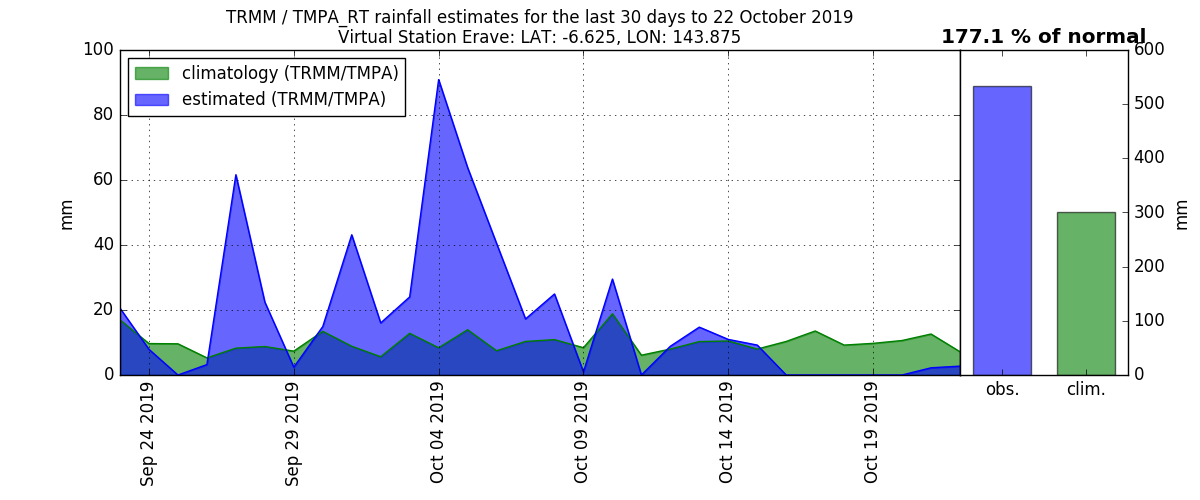 TRMM / TMPA_RT rainfall estimates for the last 30 days to 22 October 2019
Virtual Station Erave: LAT: -6.625, LON: 143.875
177.1 % of normal
climatology (TRMM/TMPA)
estimated (TRMM/TMPA)
mm
100
80
60
40
20
0
Sep 24 2019
Sep 29 2019
Oct 04 2019
Oct 09 2019
Oct 14 2019
Oct 19 2019
600
500
400
300
200
100
0
mm
obs.
clim.